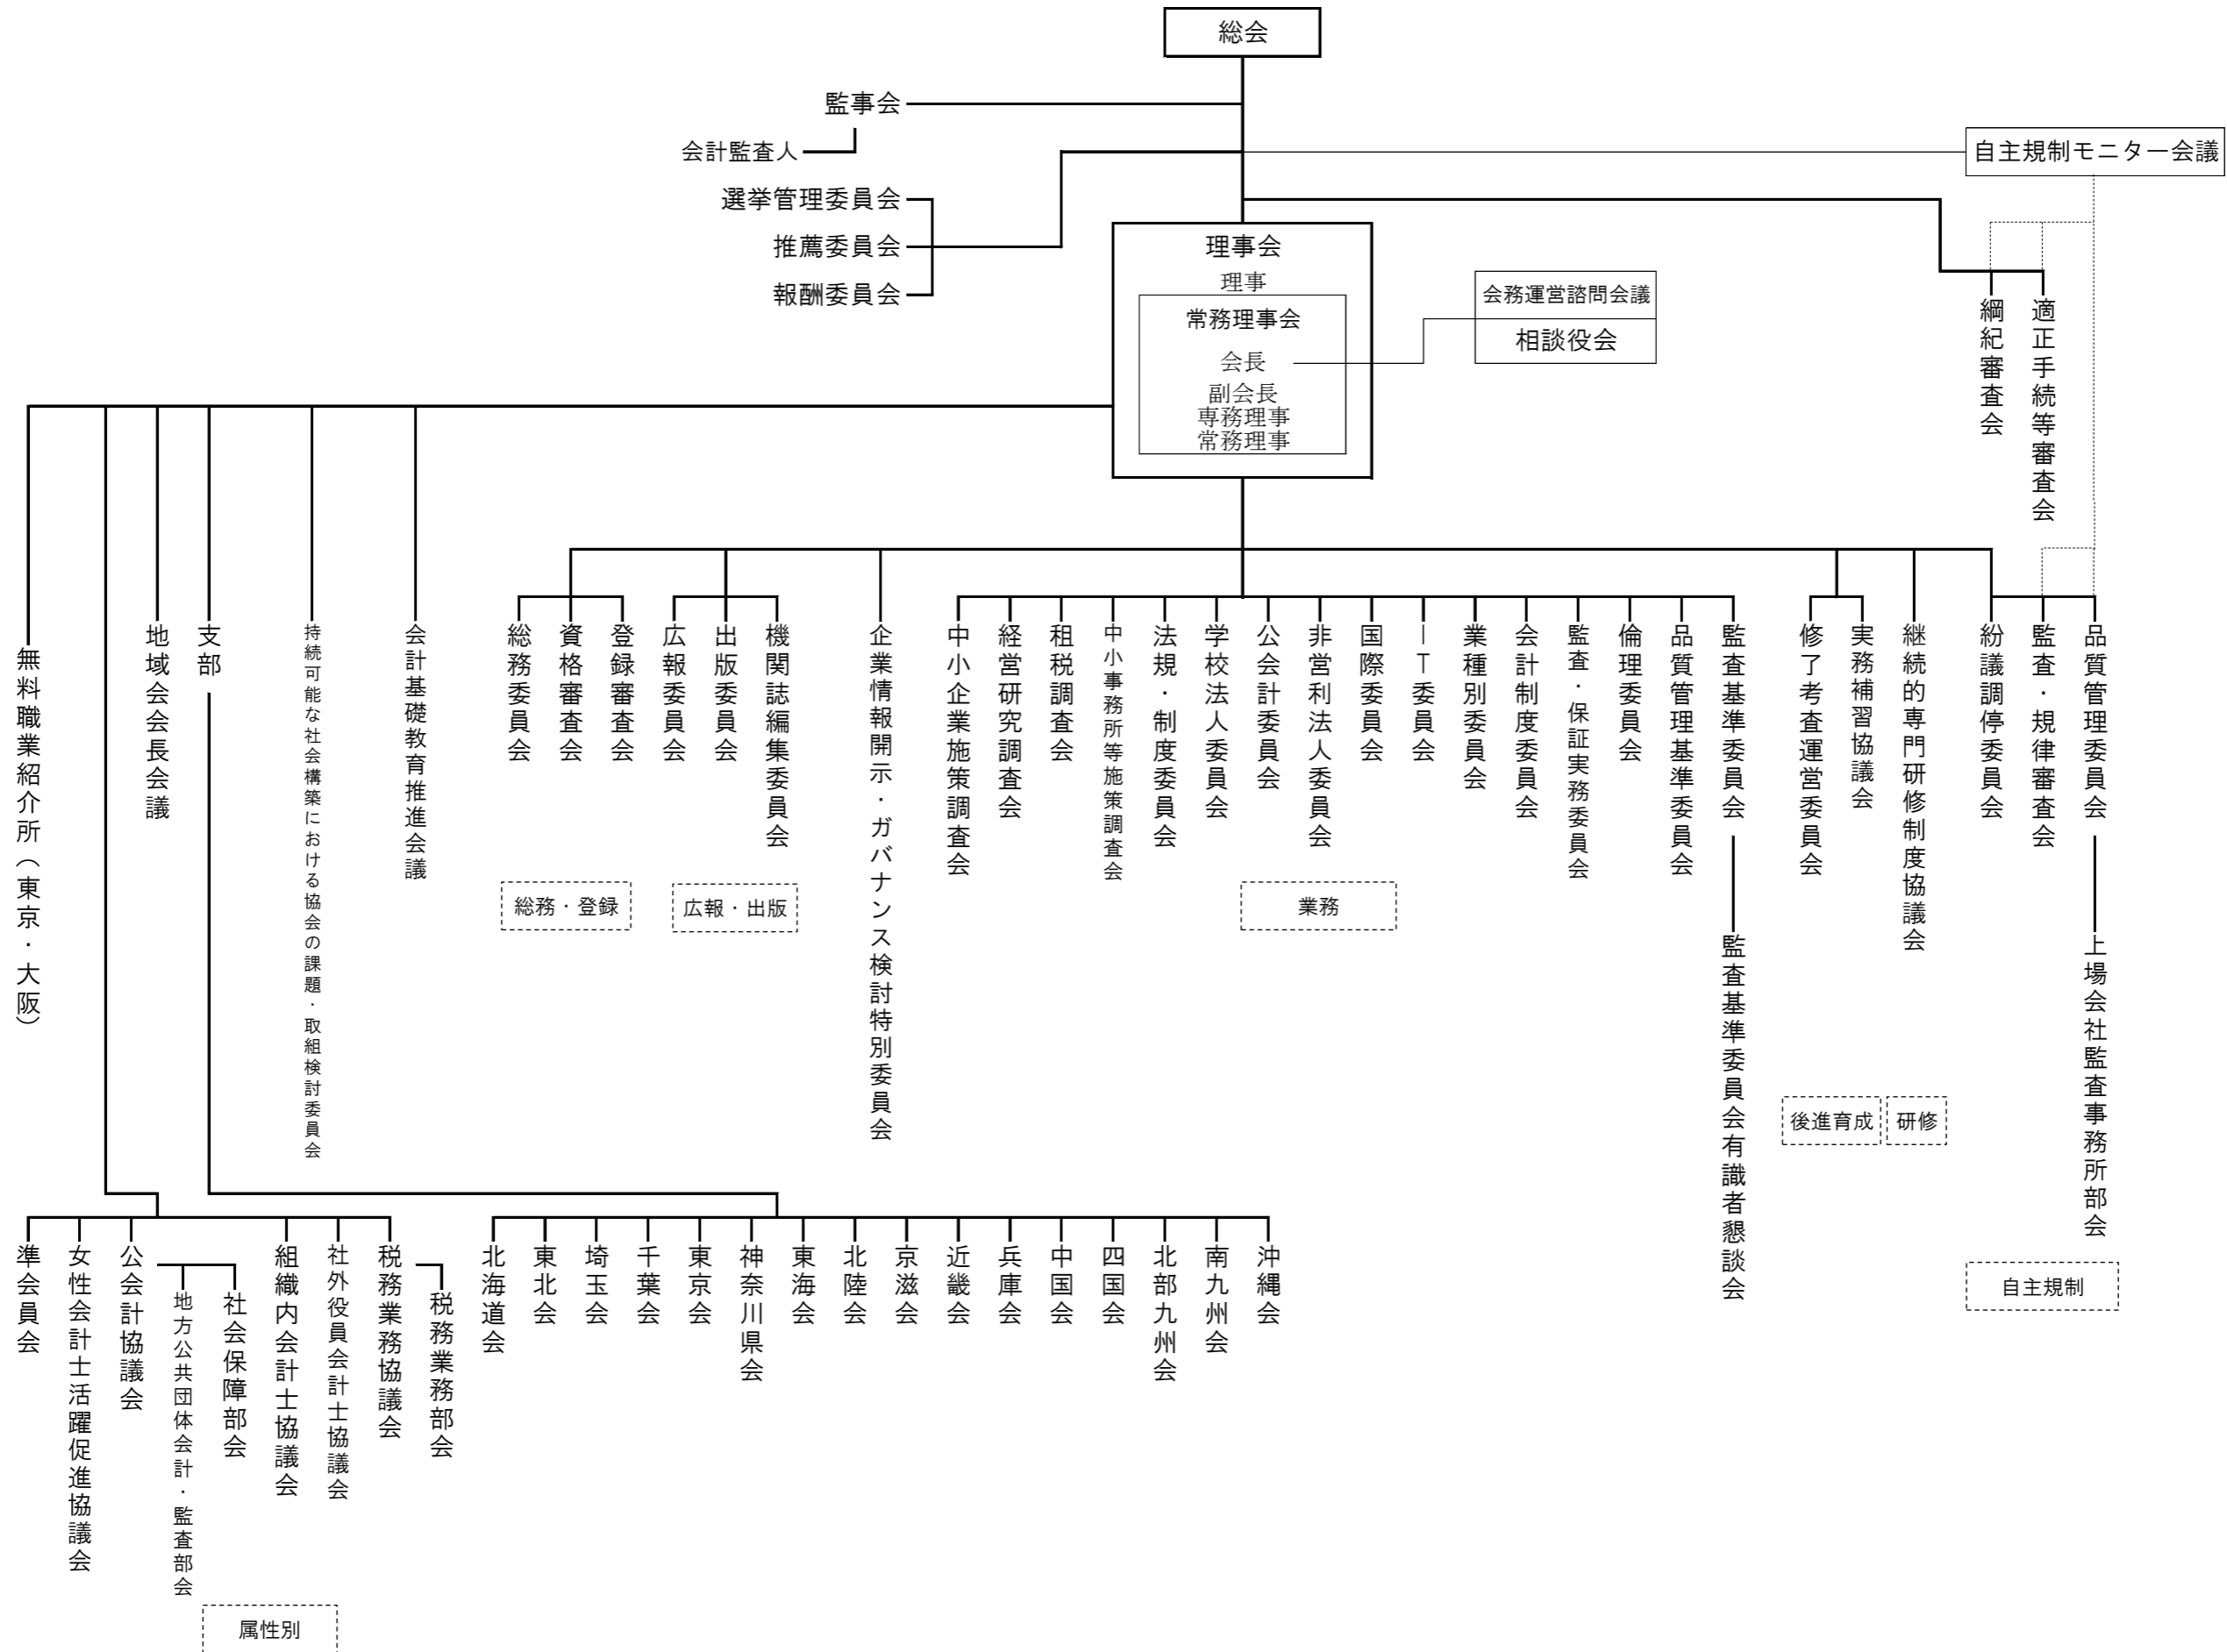 総会
監事会
会計監査人
自主規制モニター会議
選挙管理委員会
推薦委員会
報酬委員会
理事会
理事
常務理事会
会長
副会長
専務理事
常務理事
会務運営諮問会議
相談役会
綱紀審査会
適正手続等審査会
無料職業紹介所（東京・大阪）
地域会会長会議
支部
持続可能な社会構築における協会の課題・取組検討委員会
会計基礎教育推進会議
総務委員会
資格審査会
登録審査会
広報委員会
出版委員会
機関誌編集委員会
企業情報開示・ガバナンス検討特別委員会
中小企業施策調査会
経営研究調査会
租税調査会
中小事務所等施策調査会
法規・制度委員会
学校法人委員会
公会計委員会
非営利法人委員会
国際委員会
IT委員会
業種別委員会
会計制度委員会
監査・保証実務委員会
倫理委員会
品質管理基準委員会
監査基準委員会
監査基準委員会有識者懇談会
修了考査運営委員会
実務補習協議会
継続的専門研修制度協議会
紛議調停委員会
監査・規律審査会
品質管理委員会
上場会社監査事務所部会
総務・登録
広報・出版
業務
後進育成
研修
自主規制
準会員会
女性会計士活躍促進協議会
公会計協議会
地方公共団体会計・監査部会
社会保障部会
組織内会計士協議会
社外役員会計士協議会
税務業務協議会
税務業務部会
北海道会
東北会
埼玉会
千葉会
東京会
神奈川県会
東海会
北陸会
京滋会
近畿会
兵庫会
中国会
四国会
北部九州会
南九州会
沖縄会
属性別